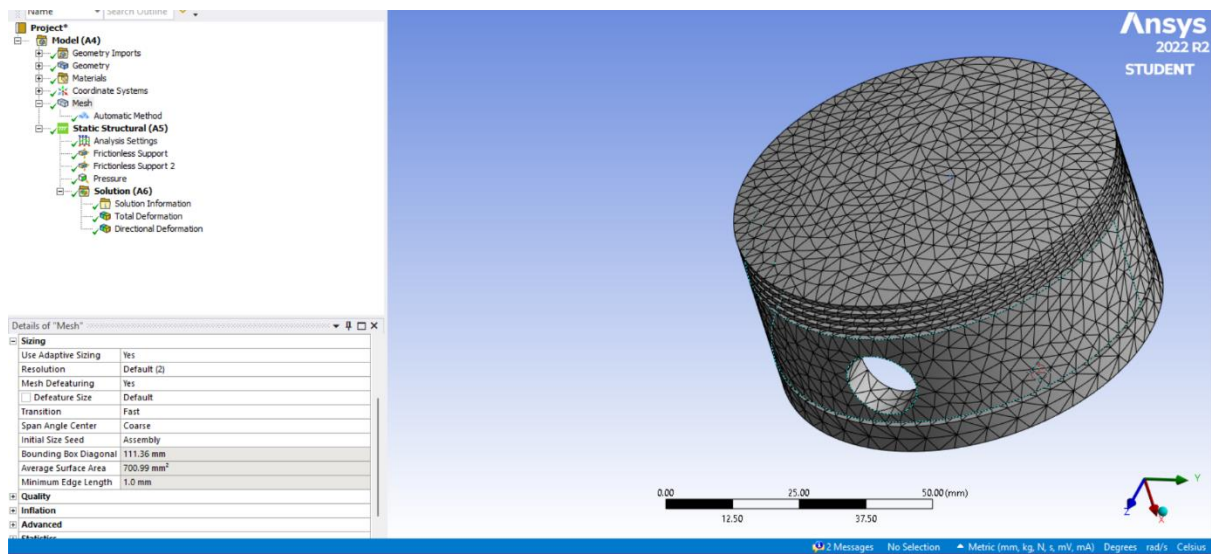 Name
Search Outline
Project*
Model (A4)
Geometry Imports
Geometry
Materials
Coordinate Systems
Mesh
Automatic Method
Static Structural (A5)
Analysis Settings
Frictionless Support
Frictionless Support 2
Pressure
Solution (A6)
Solution Information
Total Deformation
Directional Deformation
Details of "Mesh"
Sizing
Use Adaptive Sizing Yes
Resolution Default (2)
Mesh Defeaturing Yes
Defeature Size Default
Transition Fast
Span Angle Center Coarse
Initial Size Seed Assembly
Bounding Box Diagonal 111.36 mm
Average Surface Area 700.99 mm²
Minimum Edge Length 1.0 mm
Quality
Inflation
Advanced
Statistics
Ansys
2022 R2
STUDENT
0.00 25.00 50.00 (mm)
12.50 37.50
Y
Z
X
2 Messages No Selection Metric (mm, kg, N, s, mV, mA) Degrees rad/s Celsius